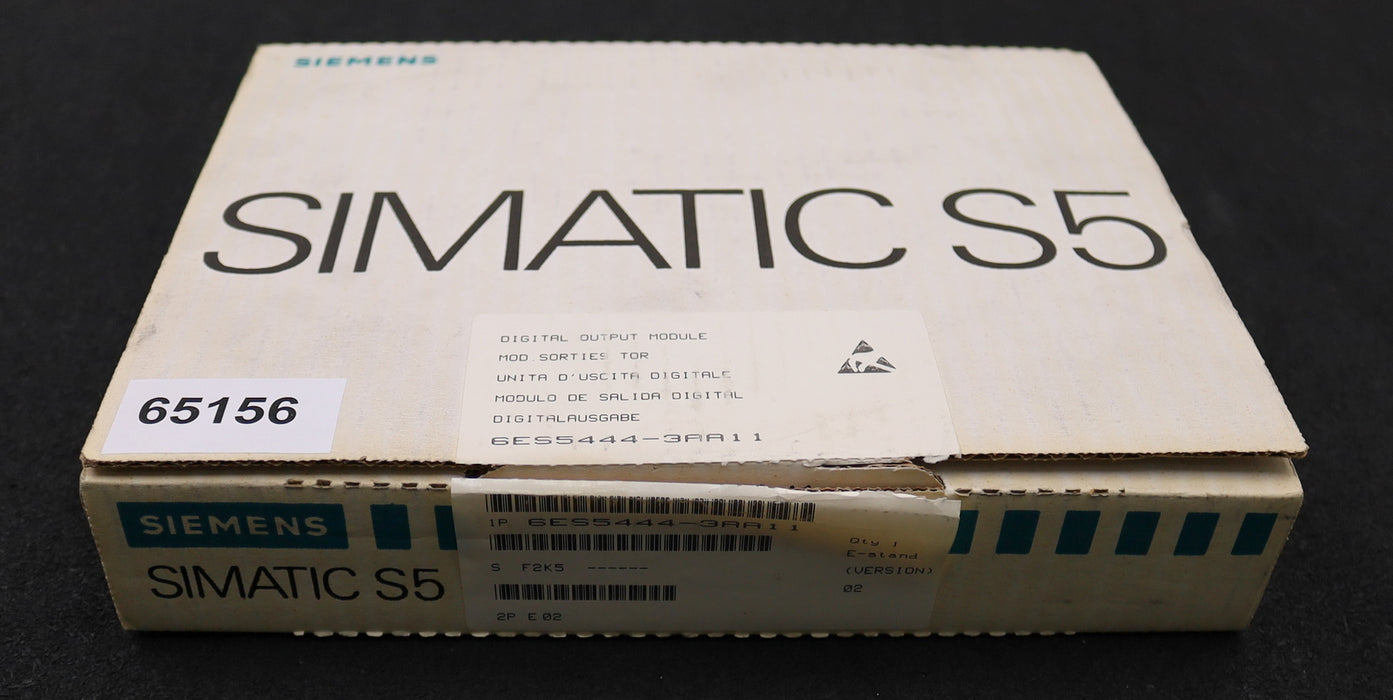 SIEMENS
SIMATIC S5
DIGITAL OUTPUT MODULE
MOD.SORTIES TOR
UNITA D'USCITA DIGITALE
MODULO DE SALIDA DIGITAL
DIGITALAUSGABE
6ES5444-3AA11
65156
SIEMENS
SIMATIC S5
1P 6ES5444-3AA11
S F2K5 ------
2P E 02
Qty 1
E-stand
(VERSION)
02